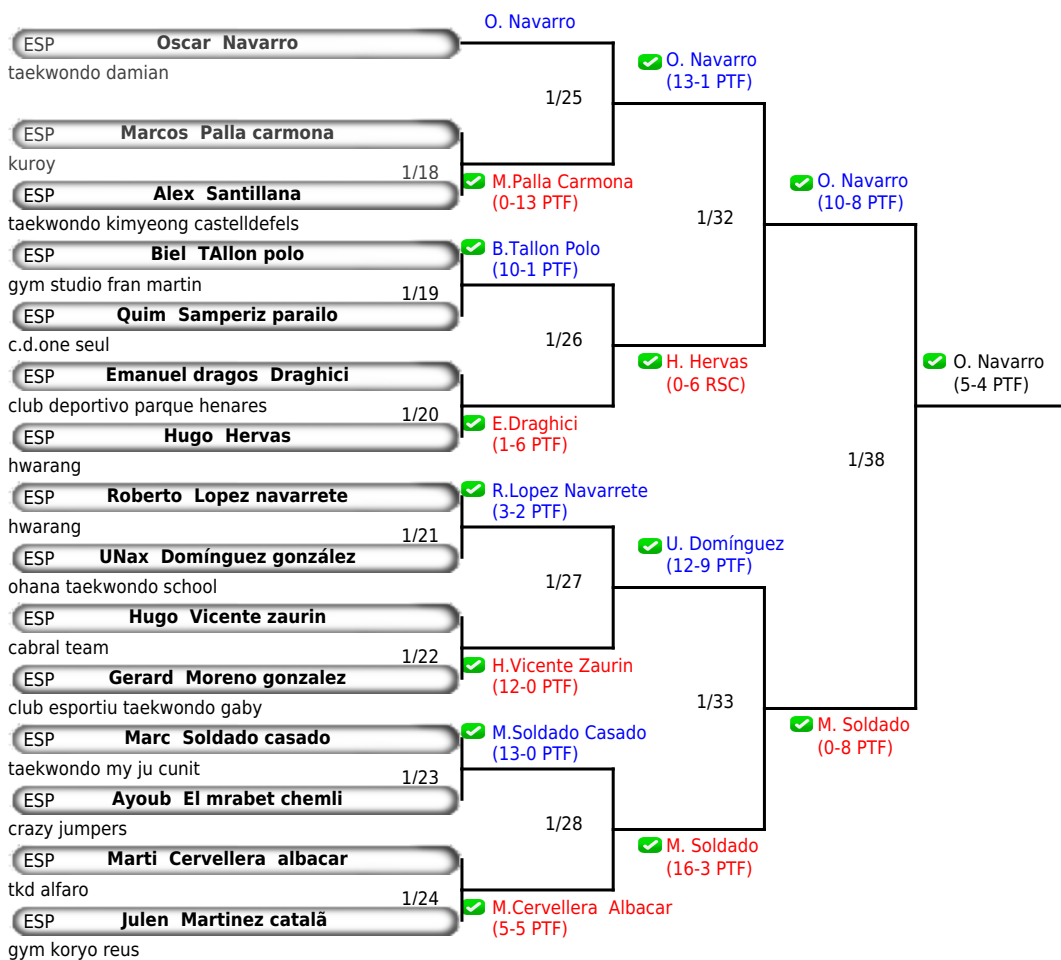 O. Navarro
ESP Oscar Navarro
taekwondo damian
O. Navarro
(13-1 PTF)
1/25
ESP Marcos Palla carmona
kuroy
1/18
ESP Alex Santillana
taekwondo kimyeong castelldefels
M.Palla Carmona
(0-13 PTF)
O. Navarro
(10-8 PTF)
1/32
ESP Biel TAllon polo
gym studio fran martin
B.Tallon Polo
(10-1 PTF)
1/19
ESP Quim Samperiz parailo
c.d.one seul
1/26
ESP Emanuel dragos Draghici
club deportivo parque henares
H. Hervas
(0-6 RSC)
O. Navarro
(5-4 PTF)
1/20
ESP Hugo Hervas
hwarang
E.Draghici
(1-6 PTF)
1/38
ESP Roberto Lopez navarrete
hwarang
R.Lopez Navarrete
(3-2 PTF)
1/21
ESP UNax Domínguez gonzález
ohana taekwondo school
U. Domínguez
(12-9 PTF)
1/27
ESP Hugo Vicente zaurin
cabral team
1/22
ESP Gerard Moreno gonzalez
club esportiu taekwondo gaby
H.Vicente Zaurin
(12-0 PTF)
1/33
ESP Marc Soldado casado
taekwondo my ju cunit
M.Soldado Casado
(13-0 PTF)
M. Soldado
(0-8 PTF)
1/23
ESP Ayoub El mrabet chemli
crazy jumpers
1/28
ESP Marti Cervellera albacar
tkd alfaro
M. Soldado
(16-3 PTF)
1/24
ESP Julen Martinez catalã
gym koryo reus
M.Cervellera Albacar
(5-5 PTF)